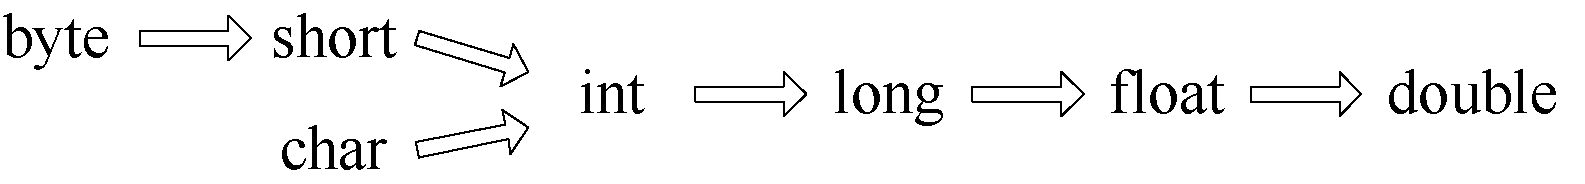 byte short
int long float double
char